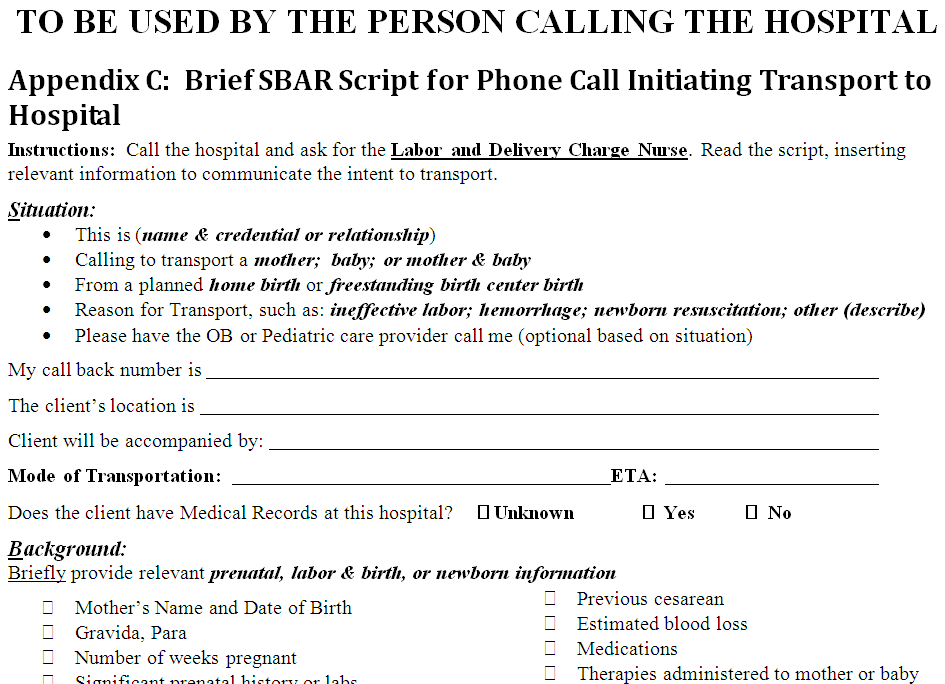 TO BE USED BY THE PERSON CALLING THE HOSPITAL
Appendix C: Brief SBAR Script for Phone Call Initiating Transport to
Hospital
Instructions: Call the hospital and ask for the Labor and Delivery Charge Nurse. Read the script, inserting
relevant information to communicate the intent to transport.
Situation:
• This is (name & credential or relationship)
• Calling to transport a mother; baby; or mother & baby
• From a planned home birth or freestanding birth center birth
• Reason for Transport, such as: ineffective labor; hemorrhage; newborn resuscitation; other (describe)
• Please have the OB or Pediatric care provider call me (optional based on situation)
My call back number is
The client's location is
Client will be accompanied by:
Mode of Transportation: ETA:
Does the client have Medical Records at this hospital? ☐ Unknown ☐ Yes ☐ No
Background:
Briefly provide relevant prenatal, labor & birth, or newborn information
☐ Mother's Name and Date of Birth
☐ Gravida, Para
☐ Number of weeks pregnant
☐ Significant prenatal history or labs
☐ Previous cesarean
☐ Estimated blood loss
☐ Medications
☐ Therapies administered to mother or baby